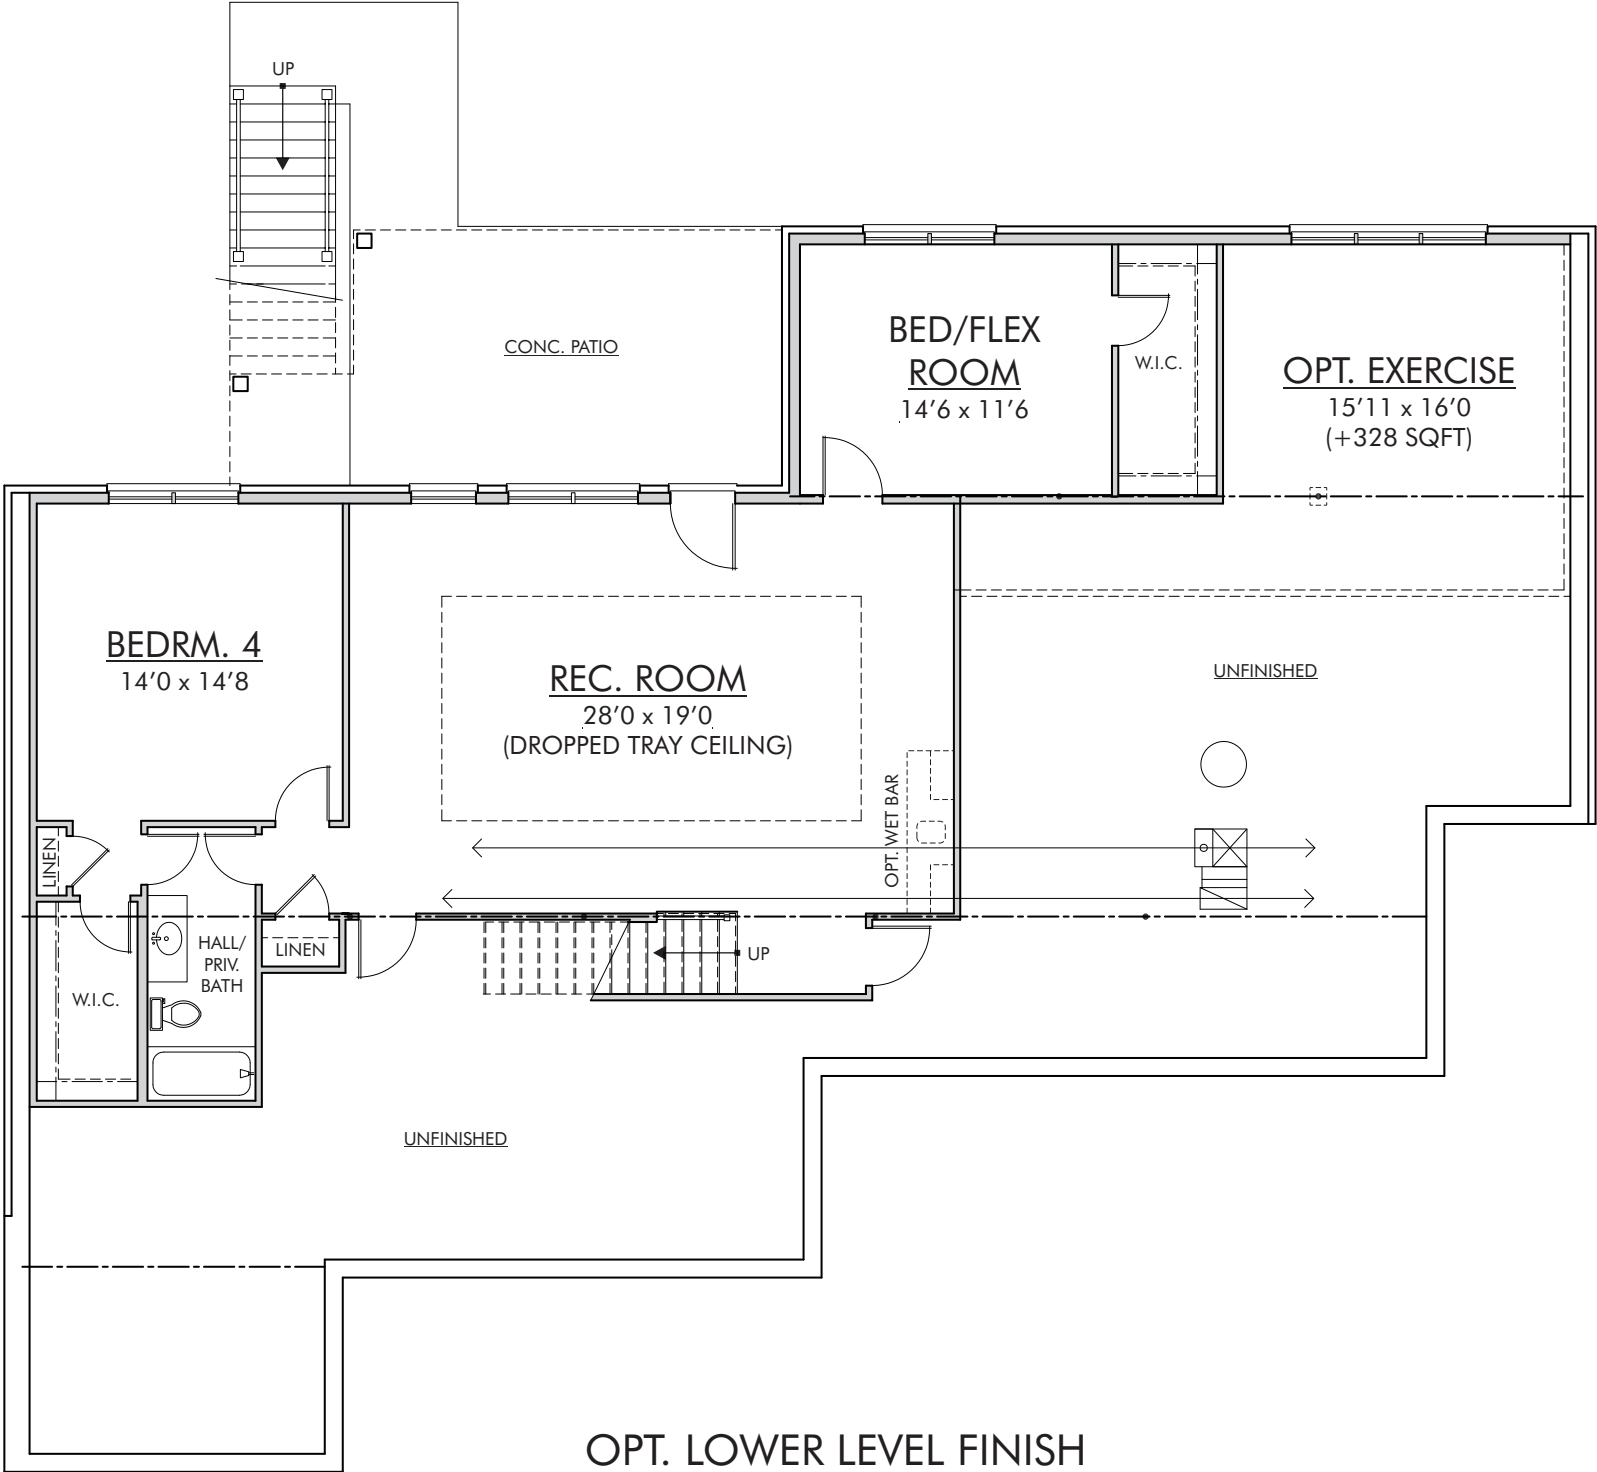 UP
CONC. PATIO
BED/FLEX
ROOM
14'6 x 11'6
W.I.C.
OPT. EXERCISE
15'11 x 16'0
(+328 SQFT)
BEDRM. 4
14'0 x 14'8
REC. ROOM
28'0 x 19'0
(DROPPED TRAY CEILING)
UNFINISHED
OPT. WET BAR
LINEN
LINEN
HALL/
PRIV.
BATH
W.I.C.
UP
UNFINISHED
OPT. LOWER LEVEL FINISH